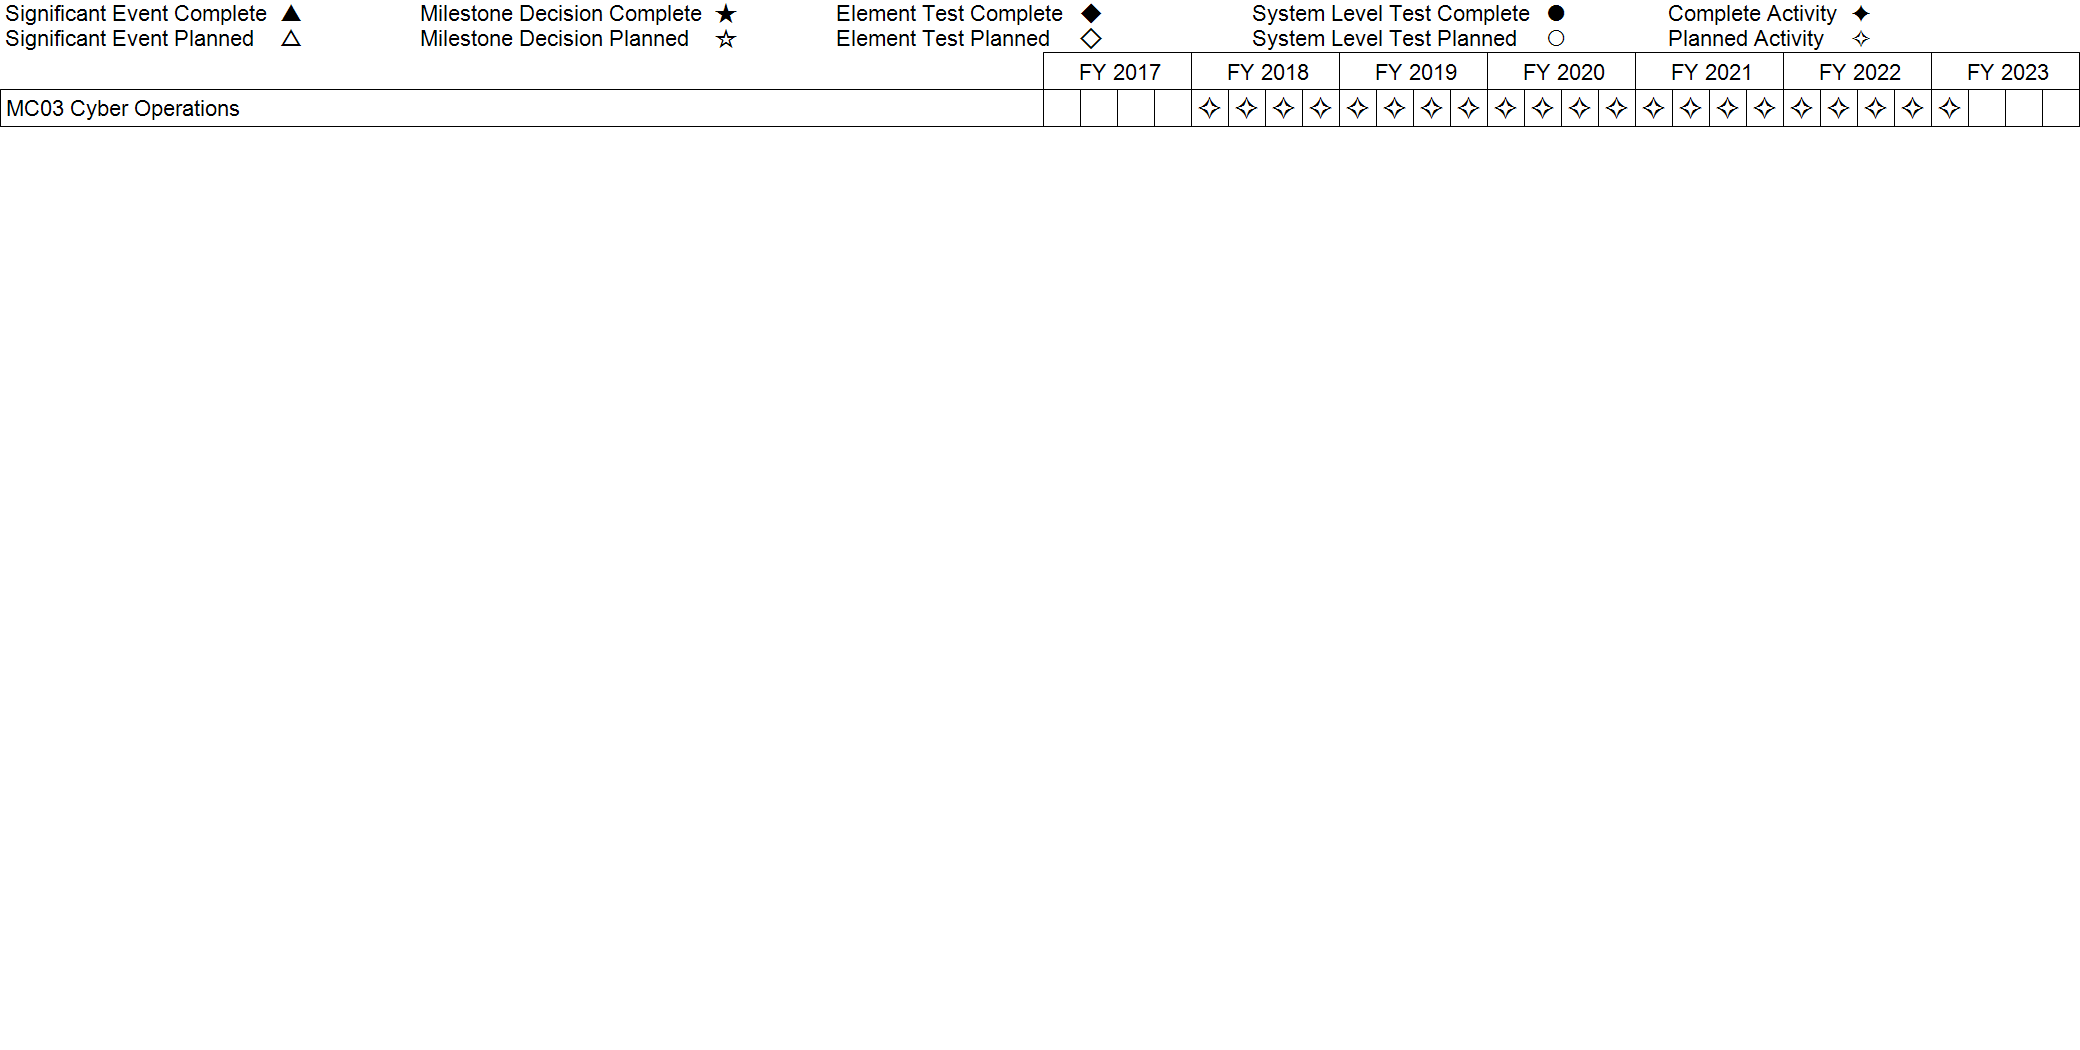 Significant Event Complete ▲ Milestone Decision Complete ★ Element Test Complete ◆ System Level Test Complete ● Complete Activity ✦
Significant Event Planned △ Milestone Decision Planned ☆ Element Test Planned ◇ System Level Test Planned ○ Planned Activity ✧
FY 2017 FY 2018 FY 2019 FY 2020 FY 2021 FY 2022 FY 2023
MC03 Cyber Operations ✧ ✧ ✧ ✧ ✧ ✧ ✧ ✧ ✧ ✧ ✧ ✧ ✧ ✧ ✧ ✧ ✧ ✧ ✧ ✧ ✧